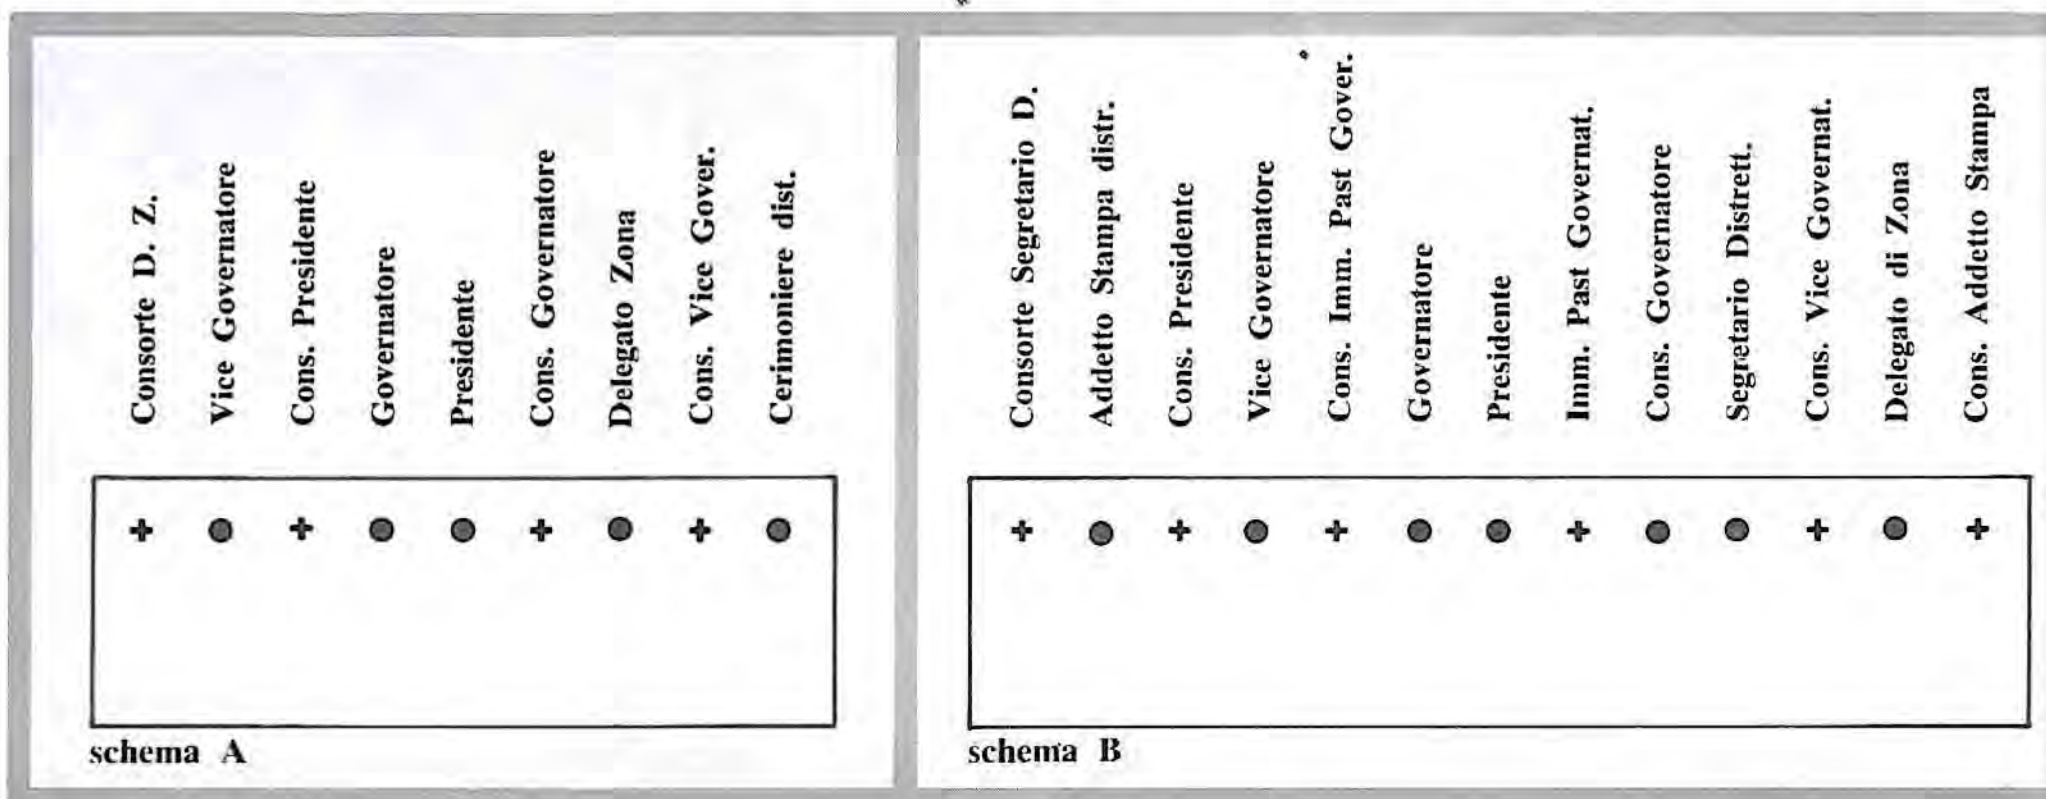 Consorte D. Z.
Vice Governatore
Cons. Presidente
Governatore
Presidente
Cons. Governatore
Delegato Zona
Cons. Vice Gover.
Cerimoniere dist.
schema A
Consorte Segretario D.
Addetto Stampa distr.
Cons. Presidente
Vice Governatore
Cons. Imm. Past Gover.
Governatore
Presidente
Imm. Past Governat.
Cons. Governatore
Segretario Distrett.
Cons. Vice Governat.
Delegato di Zona
Cons. Addetto Stampa
schema B